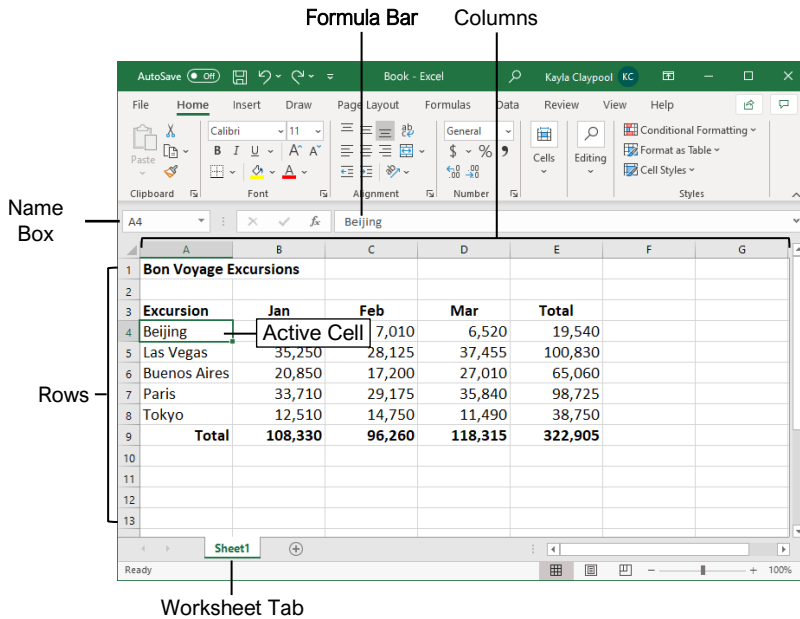 Formula Bar Columns
AutoSave Off Book - Excel Kayla Claypool KC
File Home Insert Draw Page Layout Formulas Data Review View Help
Calibri 11 General Conditional Formatting
Paste B I U A A $ % Cells Editing Format as Table
A Cell Styles
Clipboard Font Alignment Number Styles
Name
Box
A4 fx Beijing
A B C D E F G
1 Bon Voyage Excursions
2
3 Excursion Jan Feb Mar Total
4 Beijing Active Cell 7,010 6,520 19,540
5 Las Vegas 35,250 28,125 37,455 100,830
6 Buenos Aires 20,850 17,200 27,010 65,060
Rows
7 Paris 33,710 29,175 35,840 98,725
8 Tokyo 12,510 14,750 11,490 38,750
9 Total 108,330 96,260 118,315 322,905
10
11
12
13
Sheet1
Ready 100%
Worksheet Tab